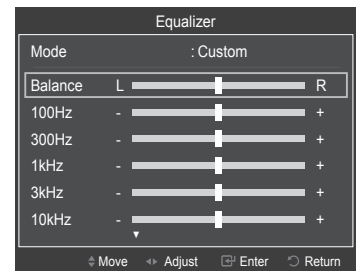 Equalizer
Mode : Custom
Balance L R
100Hz - +
300Hz - +
1kHz - +
3kHz - +
10kHz - +
Move Adjust Enter Return